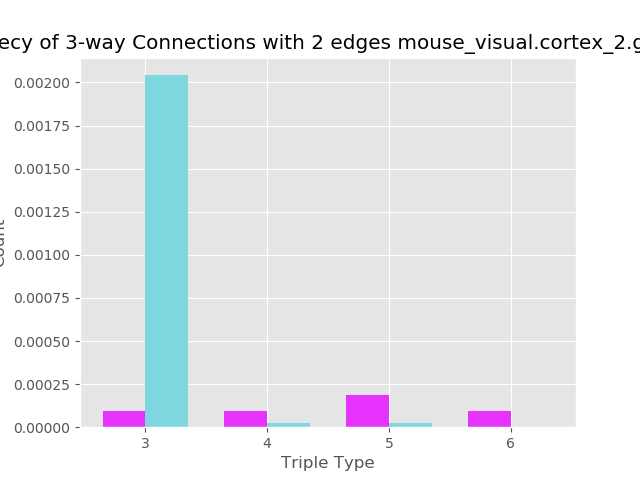 ecy of 3-way Connections with 2 edges mouse_visual.cortex_2.g
0.00200
0.00175
0.00150
0.00125
0.00100
0.00075
0.00050
0.00025
0.00000
Count
3 4 5 6
Triple Type